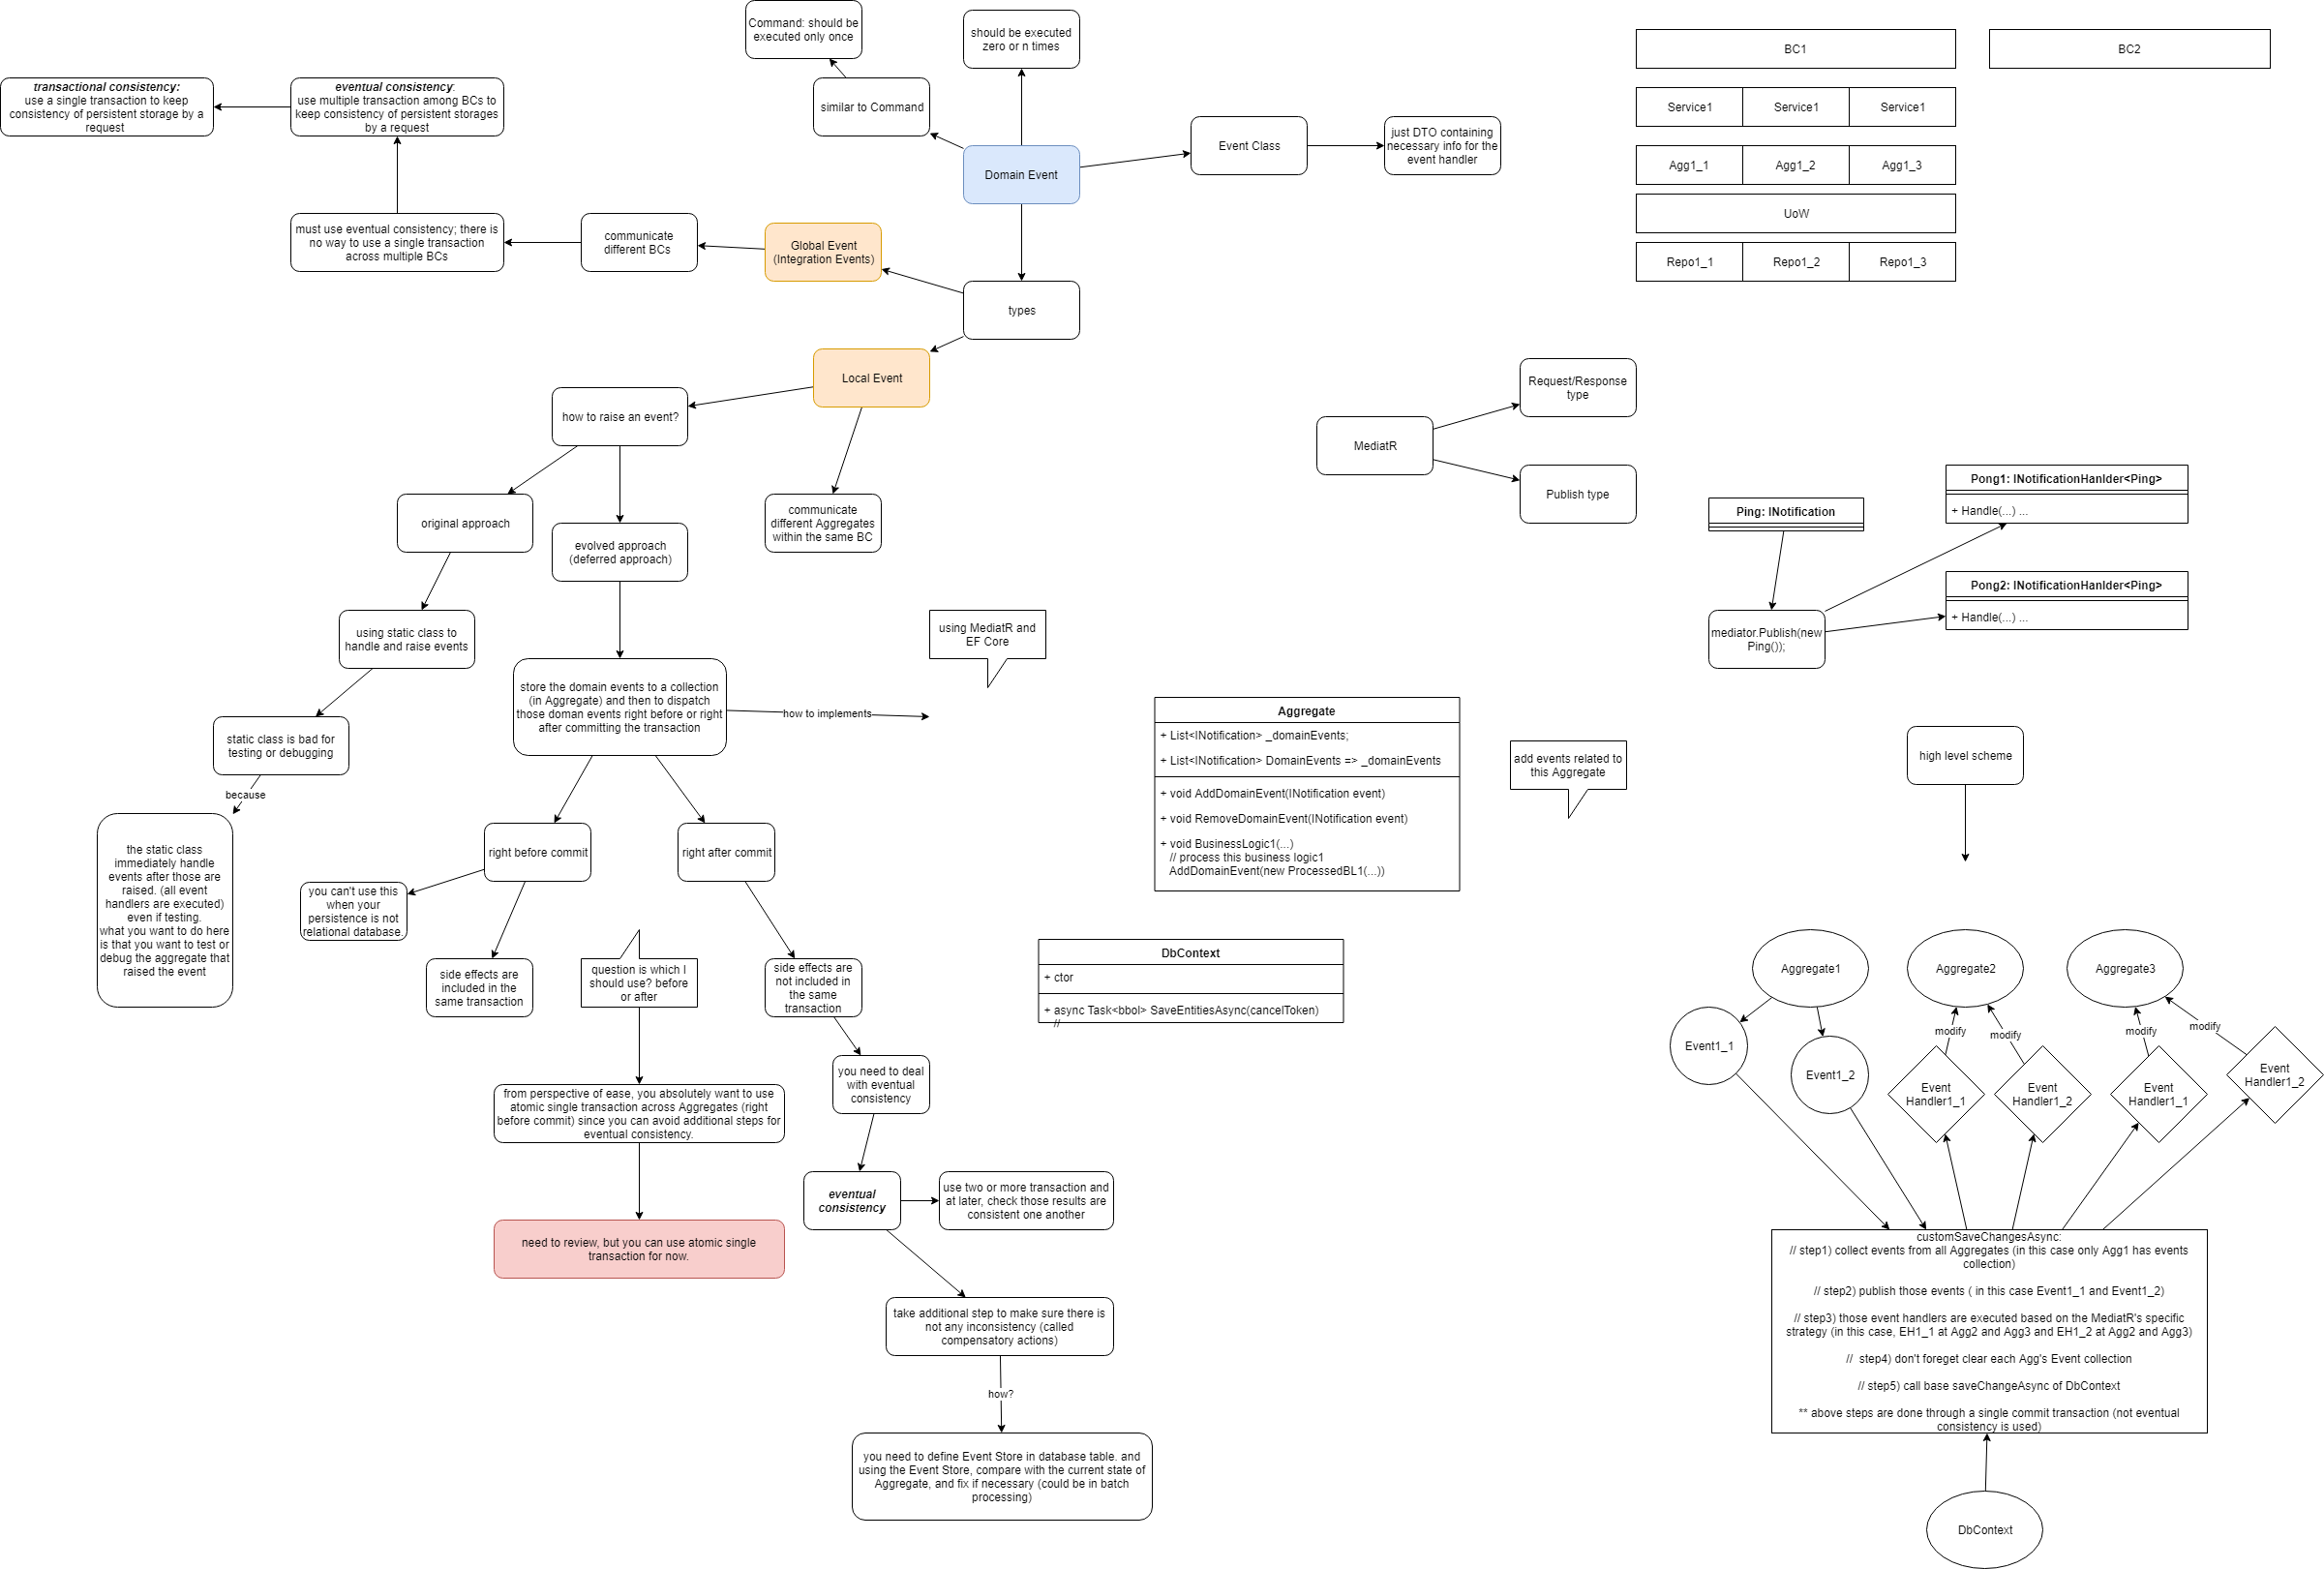 Command: should be
executed only once
should be executed
zero or n times
BC1
BC2
transactional consistency:
use a single transaction to keep
consistency of persistent storage by a
request
eventual consistency:
use multiple transaction among BCs to
keep consistency of persistent storages
by a request
similar to Command
Service1
Service1
Service1
Event Class
just DTO containing
necessary info for the
event handler
Domain Event
Agg1_1
Agg1_2
Agg1_3
UoW
must use eventual consistency; there is
no way to use a single transaction
across multiple BCs
communicate
different BCs
Global Event
(Integration Events)
Repo1_1
Repo1_2
Repo1_3
types
Local Event
how to raise an event?
Request/Response
type
MediatR
Publish type
original approach
evolved approach
(deferred approach)
communicate
different Aggregates
within the same BC
Ping: INotification
Pong1: INotificationHanlder<Ping>
+ Handle(...) ...
Pong2: INotificationHanlder<Ping>
+ Handle(...) ...
mediator.Publish(new
Ping());
using static class to
handle and raise events
using MediatR and
EF Core
static class is bad for
testing or debugging
store the domain events to a collection
(in Aggregate) and then to dispatch
those doman events right before or right
after committing the transaction
how to implements
Aggregate
+ List<INotification> _domainEvents;
+ List<INotification> DomainEvents => _domainEvents
+ void AddDomainEvent(INotification event)
+ void RemoveDomainEvent(INotification event)
+ void BusinessLogic1(...)
// process this business logic1
AddDomainEvent(new ProcessedBL1(...))
add events related to
this Aggregate
high level scheme
because
the static class
immediately handle
events after those are
raised. (all event
handlers are executed)
even if testing.
what you want to do here
is that you want to test or
debug the aggregate that
raised the event
right before commit
right after commit
you can't use this
when your
persistence is not
relational database.
side effects are
included in the
same transaction
question is which I
should use? before
or after
side effects are
not included in
the same
transaction
DbContext
+ ctor
+ async Task<bbol> SaveEntitiesAsync(cancelToken)
//
Aggregate1
Aggregate2
Aggregate3
Event1_1
Event1_2
modify
modify
modify
modify
Event
Handler1_1
Event
Handler1_2
Event
Handler1_1
Event
Handler1_2
you need to deal
with eventual
consistency
from perspective of ease, you absolutely want to use
atomic single transaction across Aggregates (right
before commit) since you can avoid additional steps for
eventual consistency.
eventual
consistency
use two or more transaction and
at later, check those results are
consistent one another
need to review, but you can use atomic single
transaction for now.
customSaveChangesAsync:
// step1) collect events from all Aggregates (in this case only Agg1 has events
collection)
// step2) publish those events ( in this case Event1_1 and Event1_2)
// step3) those event handlers are executed based on the MediatR's specific
strategy (in this case, EH1_1 at Agg2 and Agg3 and EH1_2 at Agg2 and Agg3)
// step4) don't foreget clear each Agg's Event collection
// step5) call base saveChangeAsync of DbContext
** above steps are done through a single commit transaction (not eventual
consistency is used)
take additional step to make sure there is
not any inconsistency (called
compensatory actions)
how?
you need to define Event Store in database table. and
using the Event Store, compare with the current state of
Aggregate, and fix if necessary (could be in batch
processing)
DbContext